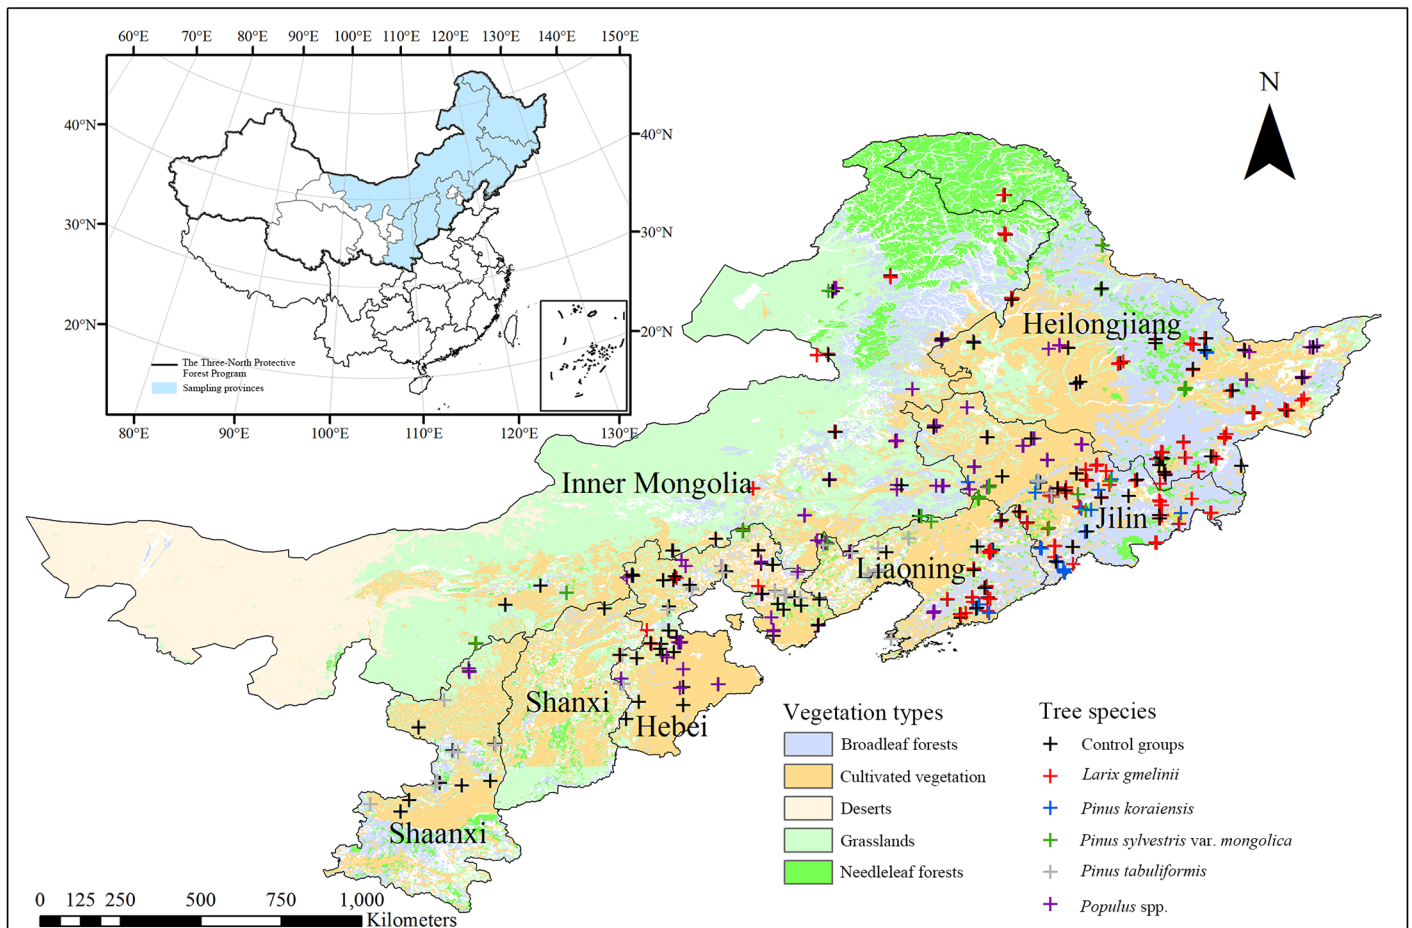 60°E 70°E 80°E 90°E 100°E 110°E 120°E 130°E 140°E 150°E
40°N 40°N
30°N 30°N
20°N 20°N
The Three-North Protective
Forest Program
Sampling provinces
80°E 90°E 100°E 110°E 120°E 130°E
N
Heilongjiang
Inner Mongolia
Jilin
Liaoning
Shanxi
Hebei
Shaanxi
Vegetation types
Broadleaf forests
Cultivated vegetation
Deserts
Grasslands
Needleleaf forests
Tree species
Control groups
Larix gmelinii
Pinus koraiensis
Pinus sylvestris var. mongolica
Pinus tabuliformis
Populus spp.
0 125 250 500 750 1,000
Kilometers